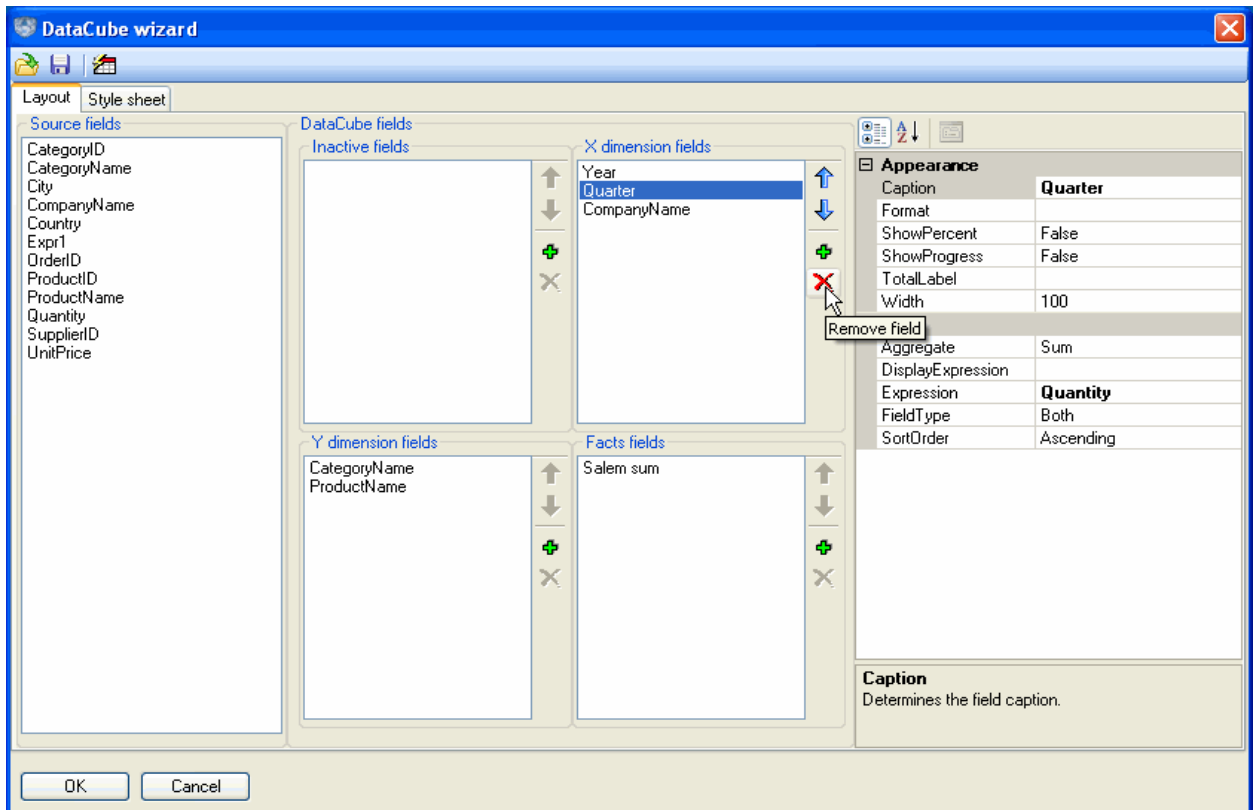 DataCube wizard
Layout
Style sheet
Source fields
CategoryID
CategoryName
City
CompanyName
Country
Expr1
OrderID
ProductID
ProductName
Quantity
SupplierID
UnitPrice
DataCube fields
Inactive fields
X dimension fields
Year
Quarter
CompanyName
Remove field
Y dimension fields
CategoryName
ProductName
Facts fields
Salem sum
Appearance
Caption Quarter
Format
ShowPercent False
ShowProgress False
TotalLabel
Width 100
Aggregate Sum
DisplayExpression
Expression Quantity
FieldType Both
SortOrder Ascending
Caption
Determines the field caption.
OK
Cancel